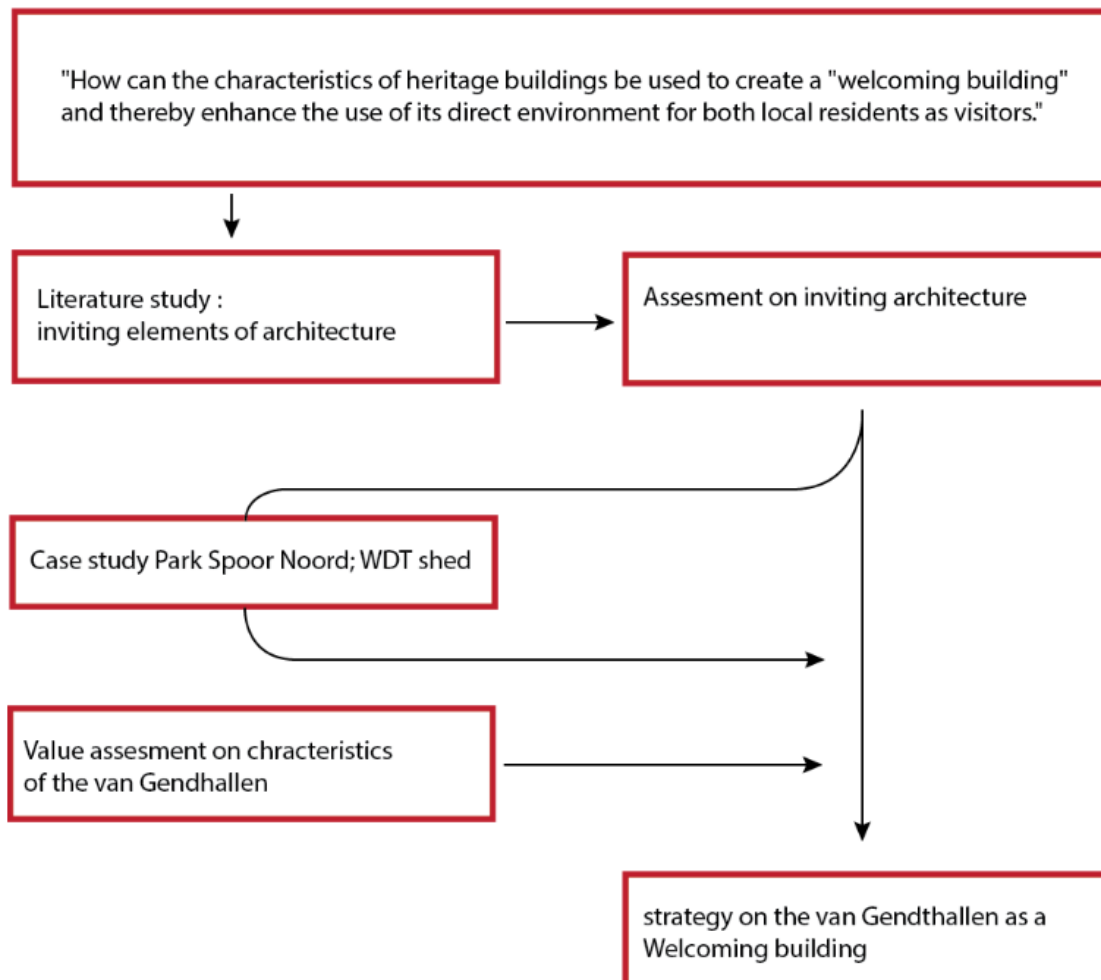 "How can the characteristics of heritage buildings be used to create a "welcoming building"
and thereby enhance the use of its direct environment for both local residents as visitors."
Literature study :
inviting elements of architecture
Assesment on inviting architecture
Case study Park Spoor Noord; WDT shed
Value assesment on chracteristics
of the van Gendhallen
strategy on the van Gendthallen as a
Welcoming building